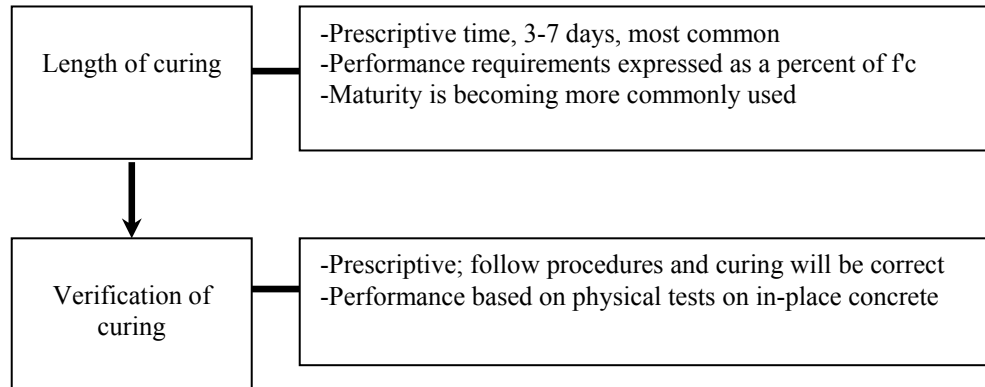 Length of curing
-Prescriptive time, 3-7 days, most common
-Performance requirements expressed as a percent of f'c
-Maturity is becoming more commonly used
Verification of
curing
-Prescriptive; follow procedures and curing will be correct
-Performance based on physical tests on in-place concrete